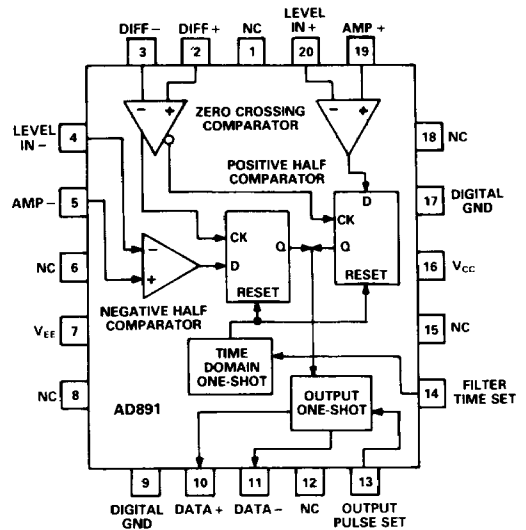 LEVEL
DIFF– DIFF+ NC IN+ AMP+
3 2 1 20 19
– +
– +
ZERO CROSSING
COMPARATOR
LEVEL
IN–
4
18 NC
POSITIVE HALF
COMPARATOR
AMP–
5
17 DIGITAL
GND
D
CK
Q
RESET
CK
D
Q
RESET
–
+
NC 6
16 VCC
NEGATIVE HALF
COMPARATOR
VEE 7
15 NC
TIME
DOMAIN
ONE-SHOT
NC 8
14 FILTER
TIME SET
OUTPUT
ONE-SHOT
AD891
9 10 11 12 13
DIGITAL
GND
DATA+ DATA– NC OUTPUT
PULSE SET